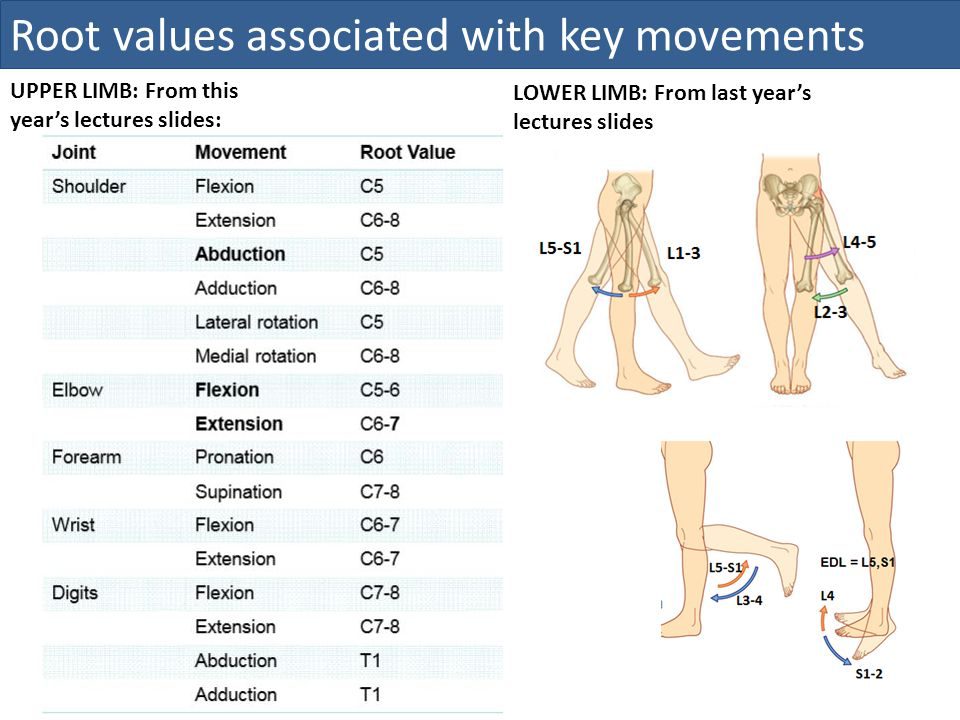 Root values associated with key movements
UPPER LIMB: From this
year's lectures slides:
Joint Movement Root Value
Shoulder Flexion C5
Extension C6-8
Abduction C5
Adduction C6-8
Lateral rotation C5
Medial rotation C6-8
Elbow Flexion C5-6
Extension C6-7
Forearm Pronation C6
Supination C7-8
Wrist Flexion C6-7
Extension C6-7
Digits Flexion C7-8
Extension C7-8
Abduction T1
Adduction T1
LOWER LIMB: From last year's
lectures slides
L5-S1
L1-3
L4-5
L2-3
L5-S1
L3-4
EDL = L5,S1
L4
S1-2